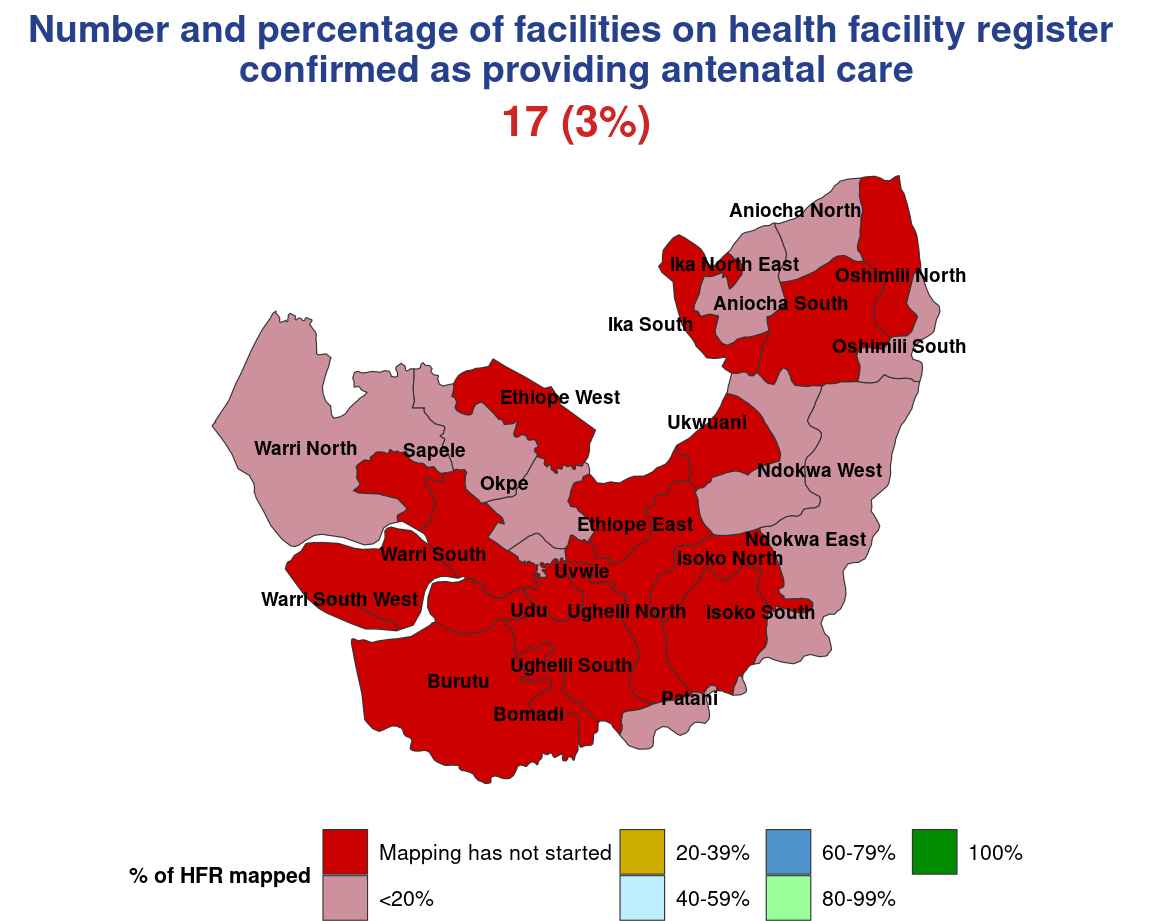 Number and percentage of facilities on health facility register
confirmed as providing antenatal care
17 (3%)
Aniocha North
Ika North East
Oshimili North
Aniocha South
Ika South
Oshimili South
Ethiope West
Ukwuani
Warri North
Sapele
Ndokwa West
Okpe
Ethiope East
Ndokwa East
Warri South
Isoko North
Uvwie
Warri South West
Udu
Ughelli North
Isoko South
Ughelli South
Burutu
Patani
Bomadi
% of HFR mapped
Mapping has not started
<20%
20-39%
40-59%
60-79%
80-99%
100%